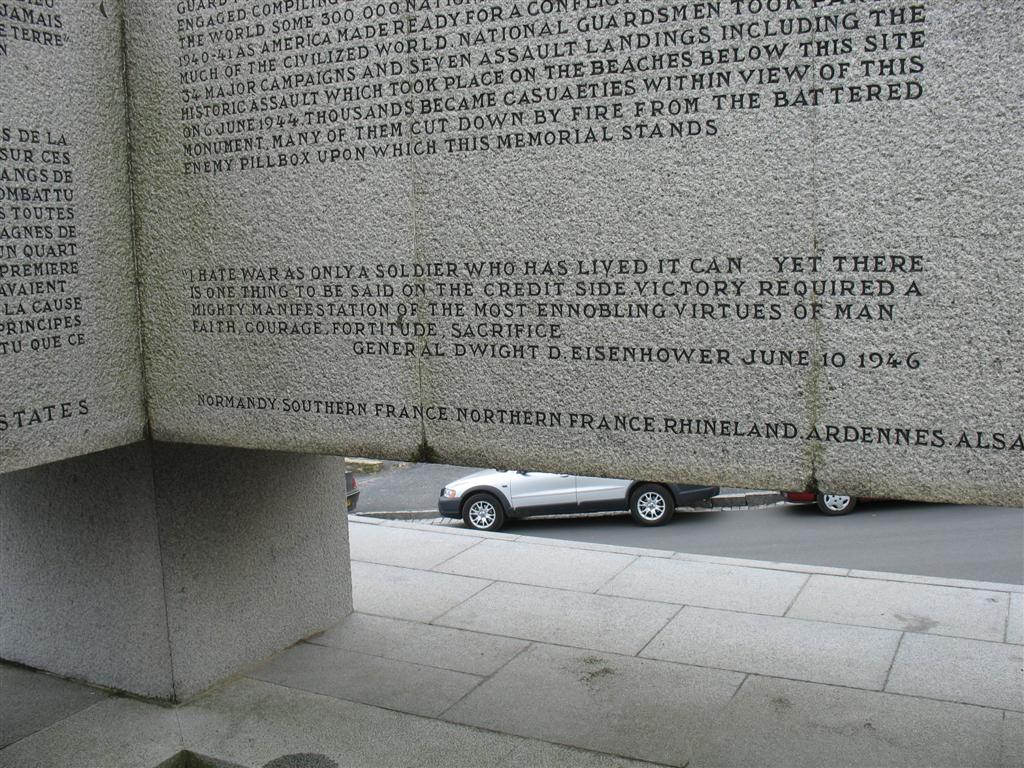 JAMAIS
E TERRE"
S DE LA
SUR CES
ANGS DE
OMBATTU
S TOUTES
AGNES DE
UN QUART
PREMIERE
AVAIENT
LA CAUSE
PRINCIPES
TU QUE CE
STATES
ENGAGED COMPILING
THE WORLD SOME 300 000
1940-41 AS AMERICA MADE READY FOR A
MUCH OF THE CIVILIZED WORLD. NATIONAL GUARDSMEN TOOK
34 MAJOR CAMPAIGNS AND SEVEN ASSAULT LANDINGS INCLUDING THE
HISTORIC ASSAULT WHICH TOOK PLACE ON THE BEACHES BELOW THIS SITE
ON 6 JUNE 1944. THOUSANDS BECAME CASUAETIES WITHIN VIEW OF THIS
MONUMENT, MANY OF THEM CUT DOWN BY FIRE FROM THE BATTERED
ENEMY PILLBOX UPON WHICH THIS MEMORIAL STANDS
"I HATE WAR AS ONLY A SOLDIER WHO HAS LIVED IT CAN YET THERE
IS ONE THING TO BE SAID ON THE CREDIT SIDE. VICTORY REQUIRED A
MIGHTY MANIFESTATION OF THE MOST ENNOBLING VIRTUES OF MAN
FAITH, COURAGE, FORTITUDE, SACRIFICE
GENERAL DWIGHT D. EISENHOWER JUNE 10 1946
NORMANDY. SOUTHERN FRANCE NORTHERN FRANCE. RHINELAND. ARDENNES. ALSA